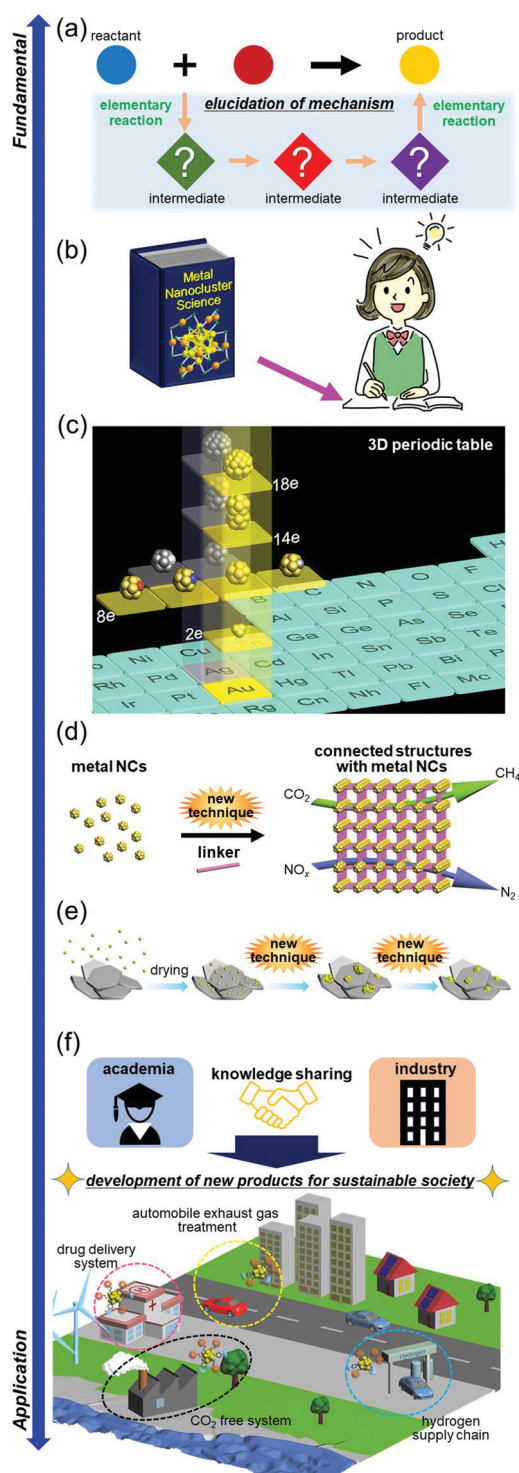 Fundamental
(a)
reactant
product
+
elementary
reaction
elucidation of mechanism
elementary
reaction
?
?
?
intermediate
intermediate
intermediate
(b)
Metal
Nanocluster
Science
(c)
3D periodic table
18e
14e
8e
2e
H
B C N O F
Ni Cu Zn Al Si P S
Rh Pd Ag Cd Ga Ge As Se
Ir Pt Au Hg In Sn Sb Te
Tl Pb Bi P
Rg Cn Nh Fl Mc
(d)
metal NCs
new
technique
linker
connected structures
with metal NCs
CO2
CH4
NOx
N2
(e)
drying
new
technique
new
technique
(f)
academia
knowledge sharing
industry
development of new products for sustainable society
automobile exhaust gas
treatment
drug delivery
system
Hydrogen
CO2 free system
hydrogen
supply chain
Application